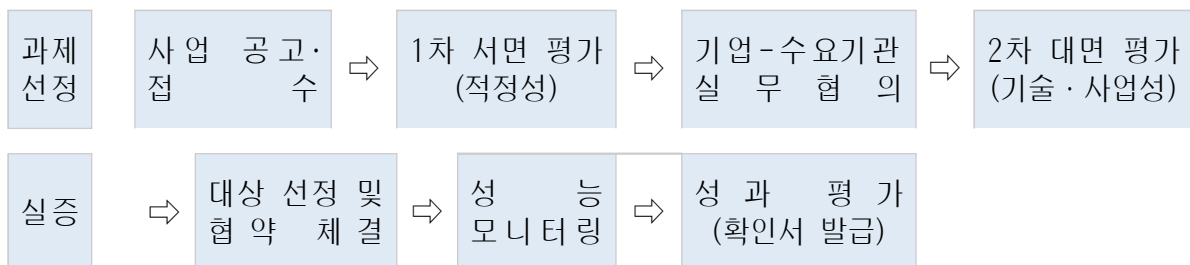 과제
선정
사업 공고·
접수
⇨
1차 서면 평가
(적정성)
⇨
기업-수요기관
실무협의
⇨
2차 대면 평가
(기술·사업성)
실증
⇨
대상 선정 및
협약 체결
⇨
성능
모니터링
⇨
성과 평가
(확인서 발급)